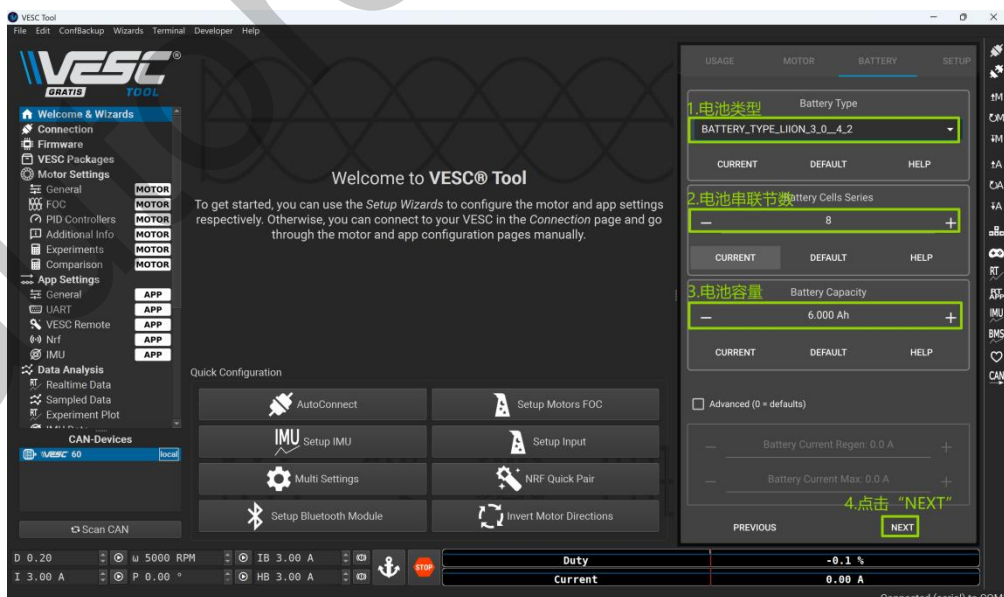 VESC Tool
File Edit ConfBackup Wizards Terminal Developer Help
VESC®
GRATIS TOOL
Welcome & Wizards
Connection
Firmware
VESC Packages
Motor Settings
General MOTOR
FOC MOTOR
PID Controllers MOTOR
Additional Info MOTOR
Experiments MOTOR
Comparison MOTOR
App Settings
General APP
UART APP
VESC Remote APP
Nrf APP
IMU APP
Data Analysis
RT Realtime Data
Sampled Data
RT Experiment Plot
CAN-Devices
VESC 60 local
Scan CAN
Welcome to VESC® Tool
To get started, you can use the Setup Wizards to configure the motor and app settings
respectively. Otherwise, you can connect to your VESC in the Connection page and go
through the motor and app configuration pages manually.
Quick Configuration
AutoConnect
Setup Motors FOC
IMU Setup IMU
Setup Input
Multi Settings
NRF Quick Pair
Setup Bluetooth Module
Invert Motor Directions
USAGE MOTOR BATTERY SETUP
1.电池类型
Battery Type
BATTERY_TYPE_LIION_3_0__4_2
CURRENT DEFAULT HELP
2.电池串联节数
Battery Cells Series
− 8 +
CURRENT DEFAULT HELP
3.电池容量
Battery Capacity
− 6.000 Ah +
CURRENT DEFAULT HELP
Advanced (0 = defaults)
− Battery Current Regen: 0.0 A +
− Battery Current Max: 0.0 A +
4.点击“NEXT”
PREVIOUS NEXT
↑M
↓M
↑A
↓A
RT
RT
APP
IMU
BMS
CAN
D 0.20 ω 5000 RPM IB 3.00 A
I 3.00 A P 0.00 ° HB 3.00 A
STOP
Duty -0.1 %
Current 0.00 A